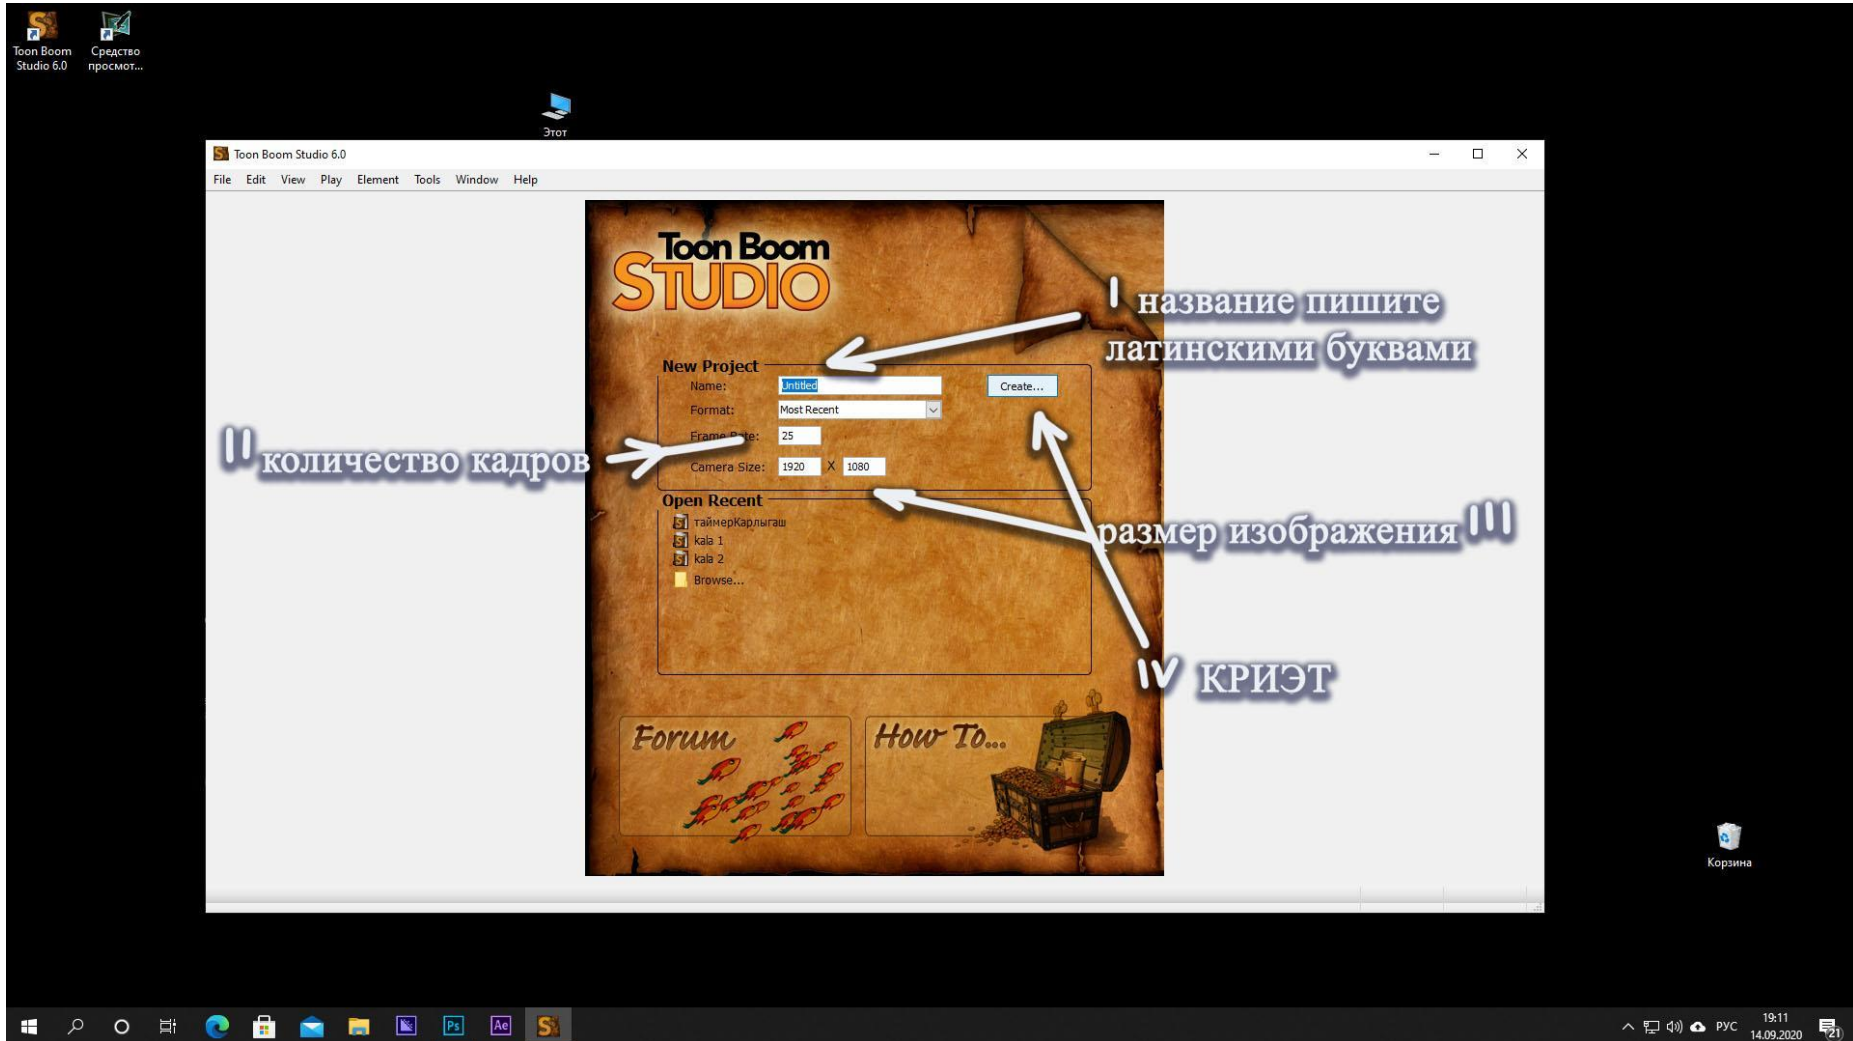 Toon Boom
Studio 6.0
Средство
просмот...
Этот
Toon Boom Studio 6.0
File Edit View Play Element Tools Window Help
Toon Boom
STUDIO
I название пишите
латинскими буквами
New Project
Name: Untitled Create...
Format: Most Recent
Frame Rate: 25
II количество кадров
Camera Size: 1920 X 1080
Open Recent
таймерКарлыгаш
kala 1
kala 2
Browse...
размер изображения III
IV КРИЭТ
Forum
How To...
Корзина
Ps
Ae
РУС
19:11
14.09.2020
21